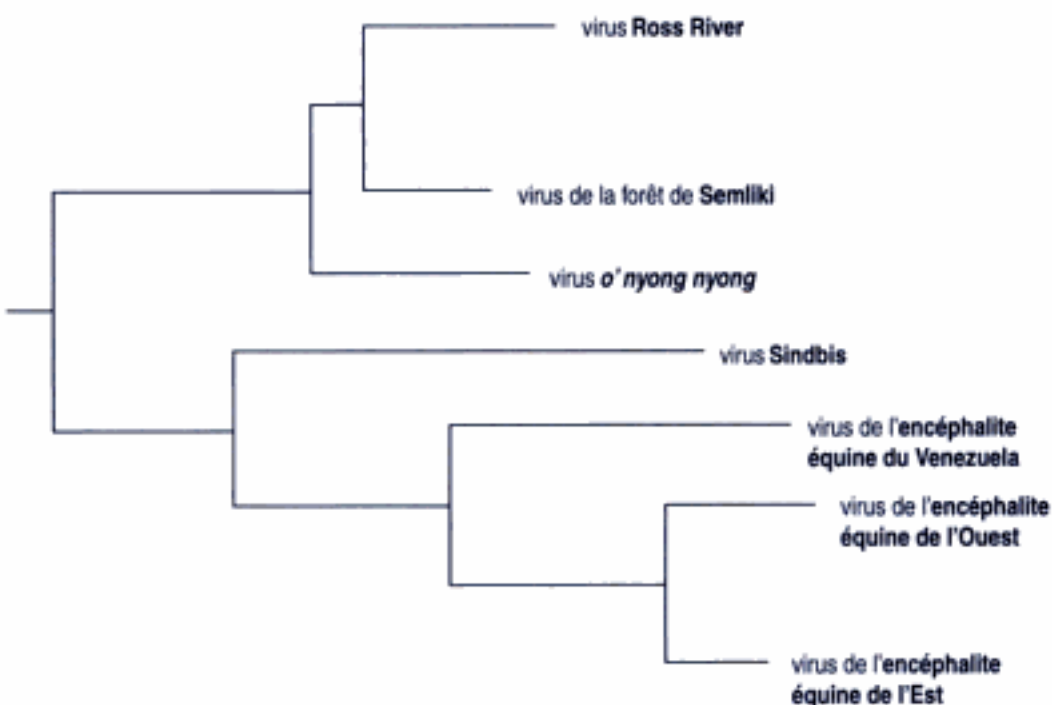 virus Ross River
virus de la forêt de Semliki
virus o' nyong nyong
virus Sindbis
virus de l'encéphalite
équine du Venezuela
virus de l'encéphalite
équine de l'Ouest
virus de l'encéphalite
équine de l'Est